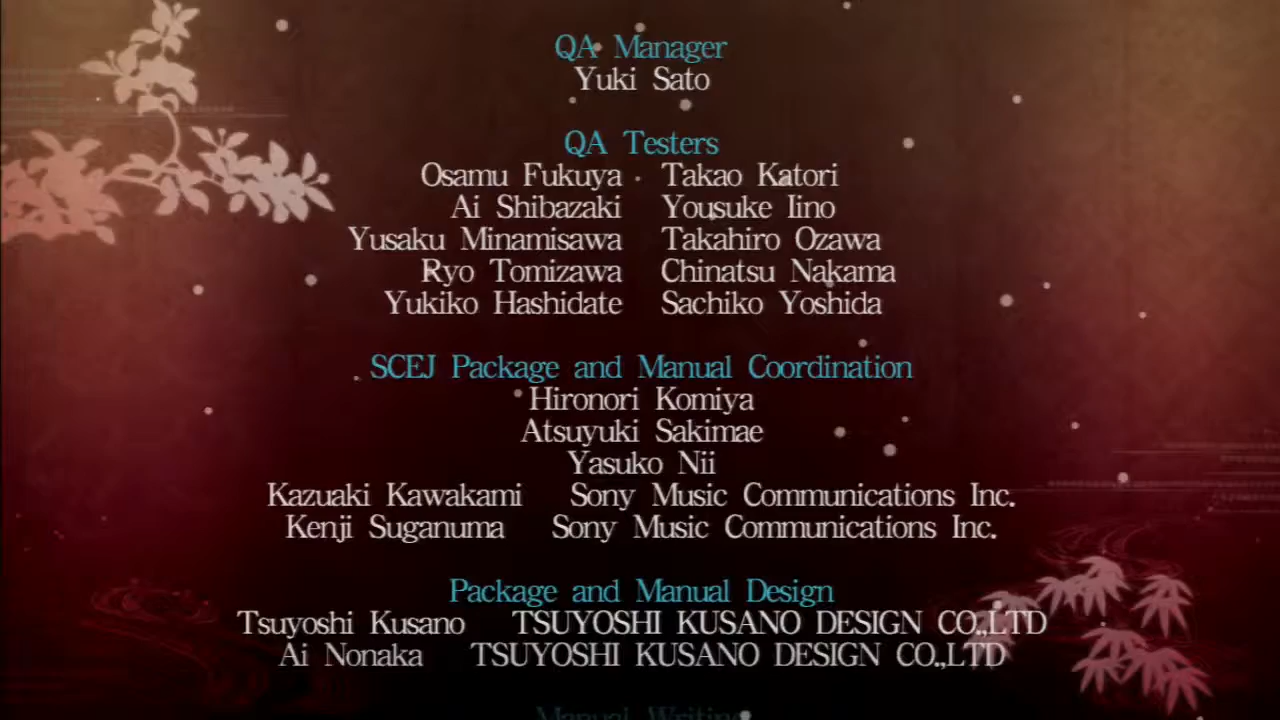 QA Manager
Yuki Sato
QA Testers
Osamu Fukuya Takao Katori
Ai Shibazaki Yousuke Iino
Yusaku Minamisawa Takahiro Ozawa
Ryo Tomizawa Chinatsu Nakama
Yukiko Hashidate Sachiko Yoshida
SCEJ Package and Manual Coordination
Hironori Komiya
Atsuyuki Sakimae
Yasuko Nii
Kazuaki Kawakami Sony Music Communications Inc.
Kenji Suganuma Sony Music Communications Inc.
Package and Manual Design
Tsuyoshi Kusano TSUYOSHI KUSANO DESIGN CO.,LTD
Ai Nonaka TSUYOSHI KUSANO DESIGN CO.,LTD
Manual Writing